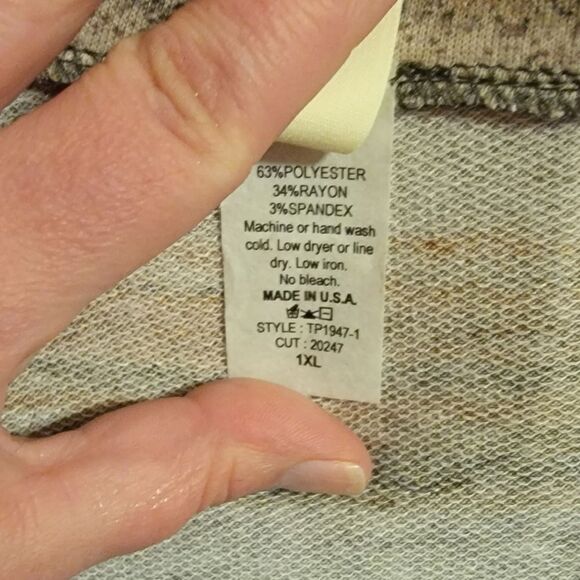 63%POLYESTER
34%RAYON
3%SPANDEX
Machine or hand wash
cold. Low dryer or line
dry. Low iron.
No bleach.
MADE IN U.S.A.
STYLE : TP1947-1
CUT : 20247
1XL